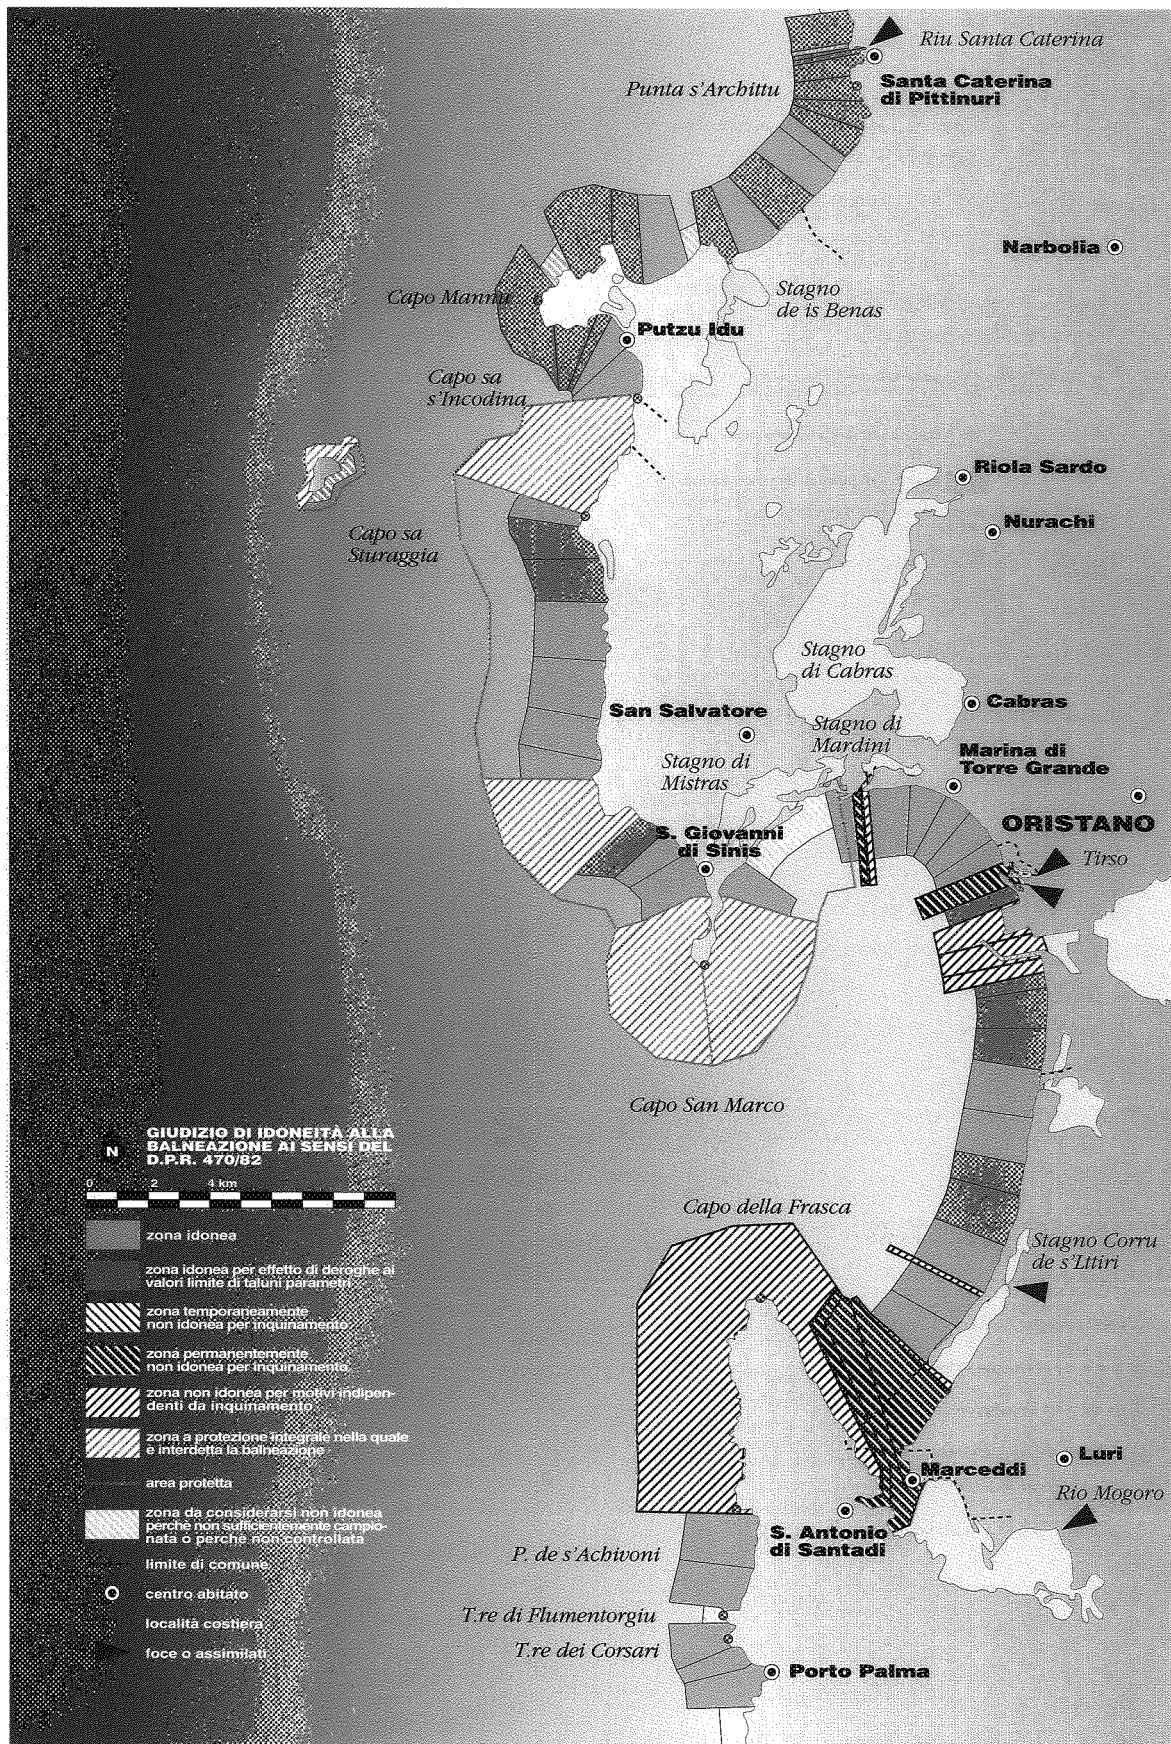 Riu Santa Caterina
Punta s'Archittu
Santa Caterina
di Pittinuri
Narbolia
Capo Mannu
Stagno
de is Benas
Putzu Idu
Capo sa
s'Incodina
Riola Sardo
Nurachi
Capo sa
Sturaggia
Stagno
di Cabras
San Salvatore
Cabras
Stagno di
Mardini
Stagno di
Mistras
Marina di
Torre Grande
ORISTANO
S. Giovanni
di Sinis
Tirso
Capo San Marco
GIUDIZIO DI IDONEITÀ ALLA
BALNEAZIONE AI SENSI DEL
D.P.R. 470/82
N
0 2 4 km
Capo della Frasca
zona idonea
Stagno Corru
de s'Ittiri
zona idonea per effetto di deroghe ai
valori limite di taluni parametri
zona temporaneamente
non idonea per inquinamento
zona permanentemente
non idonea per inquinamento
zona non idonea per motivi indipen-
denti da inquinamento
zona a protezione integrale nella quale
è interdetta la balneazione
area protetta
zona da considerarsi non idonea
perché non sufficientemente campio-
nata o perché non controllata
limite di comune
centro abitato
località costiera
foce o assimilati
Luri
Marceddi
Rio Mogoro
S. Antonio
di Santadi
P. de s'Achivoni
T.re di Flumentorgiu
T.re dei Corsari
Porto Palma